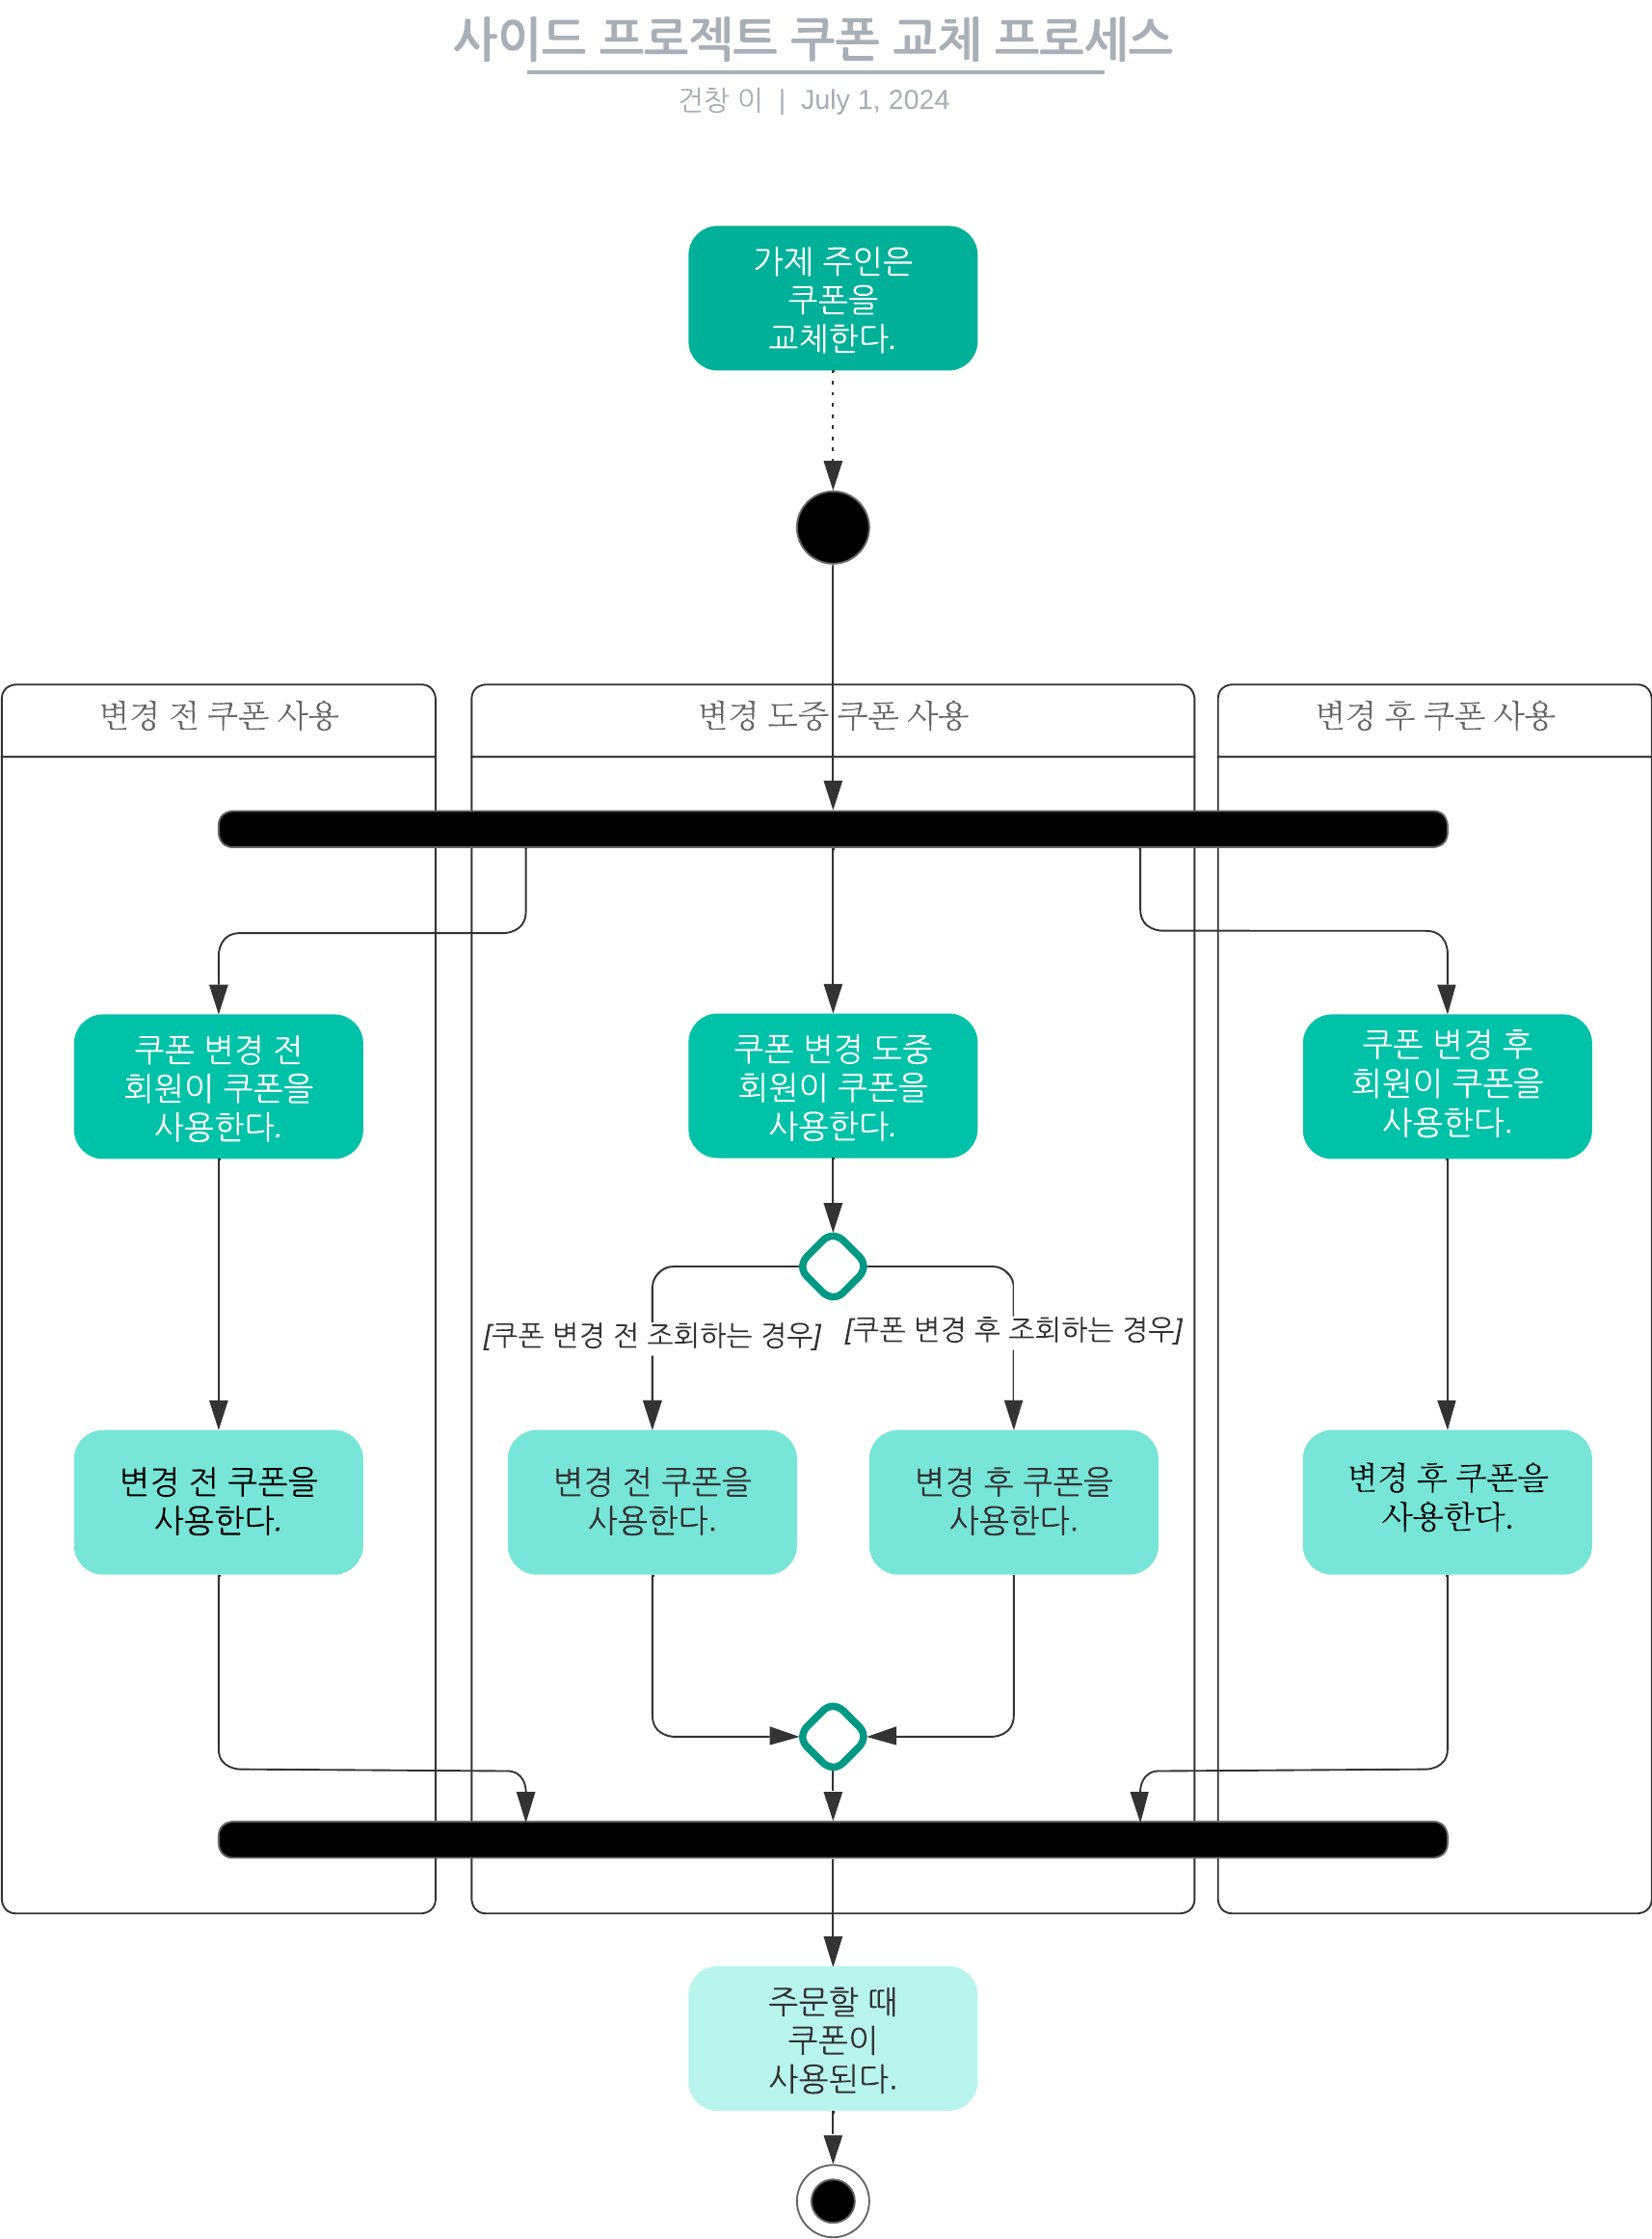 사이드 프로젝트 쿠폰 교체 프로세스
건창 이 | July 1, 2024
가제 주인은
쿠폰을
교체한다.
변경 전 쿠폰 사용
변경 도중 쿠폰 사용
변경 후 쿠폰 사용
쿠폰 변경 전
회원이 쿠폰을
사용한다.
쿠폰 변경 도중
회원이 쿠폰을
사용한다.
쿠폰 변경 후
회원이 쿠폰을
사용한다.
[쿠폰 변경 전 조회하는 경우]
[쿠폰 변경 후 조회하는 경우]
변경 전 쿠폰을
사용한다.
변경 전 쿠폰을
사용한다.
변경 후 쿠폰을
사용한다.
변경 후 쿠폰을
사용한다.
주문할 때
쿠폰이
사용된다.